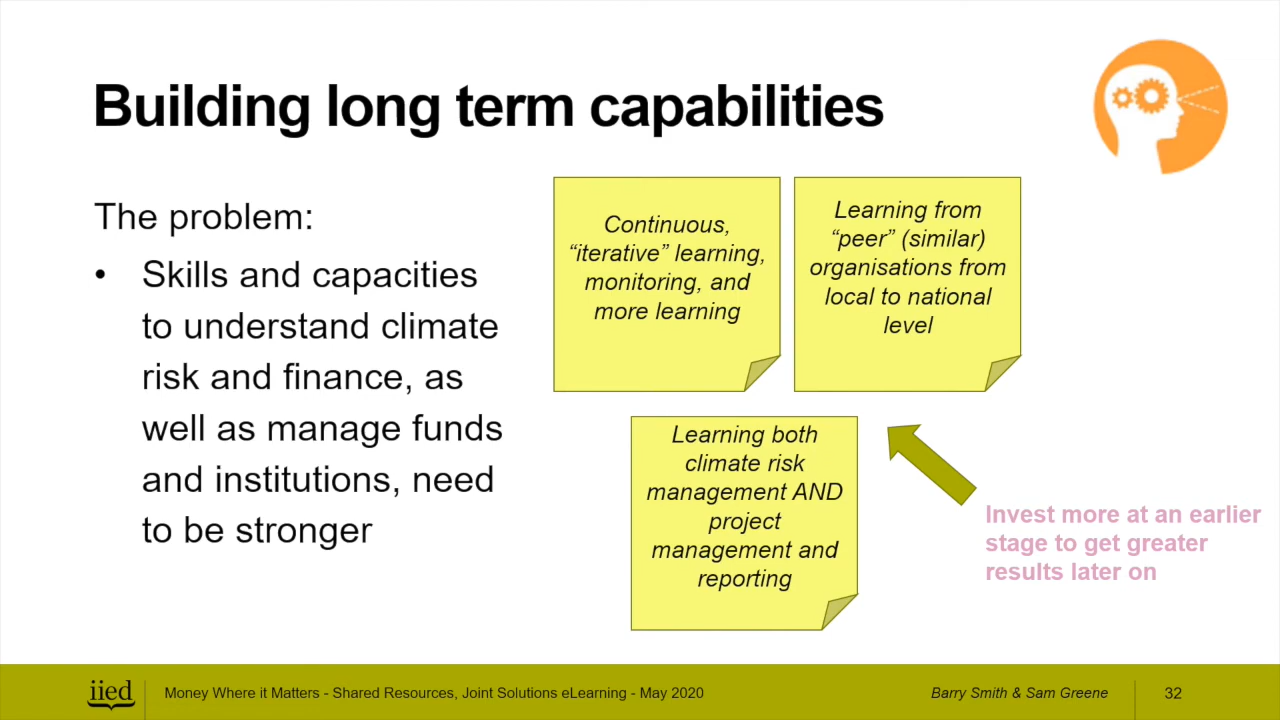 Building long term capabilities
The problem:
• Skills and capacities
to understand climate
risk and finance, as
well as manage funds
and institutions, need
to be stronger
Continuous,
“iterative” learning,
monitoring, and
more learning
Learning from
“peer” (similar)
organisations from
local to national
level
Learning both
climate risk
management AND
project
management and
reporting
Invest more at an earlier
stage to get greater
results later on
iied
Money Where it Matters - Shared Resources, Joint Solutions eLearning - May 2020
Barry Smith & Sam Greene
32